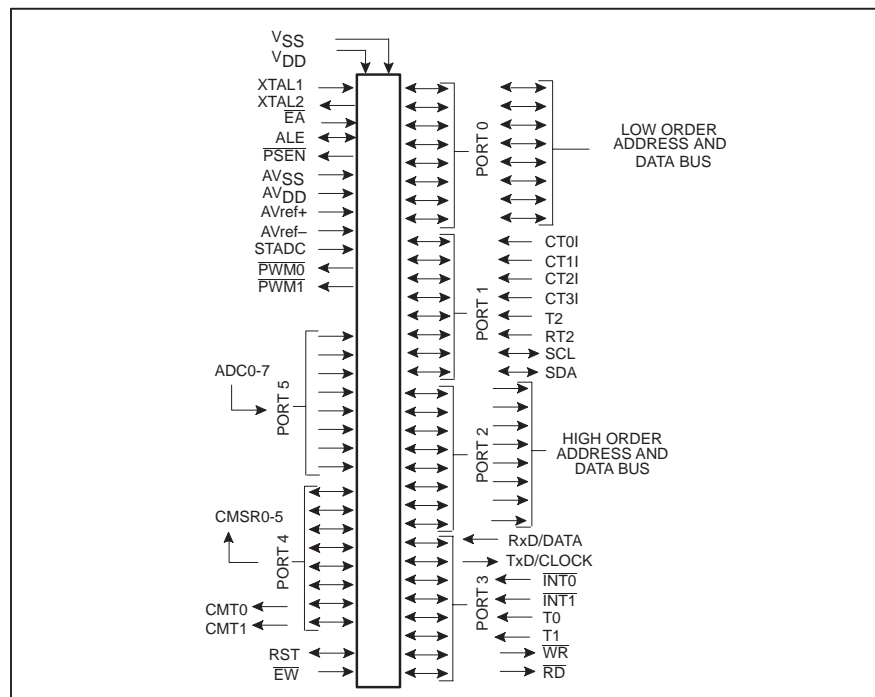 VSS
VDD
XTAL1
XTAL2
EA
ALE
PSEN
AVSS
AVDD
AVref+
AVref–
STADC
PWM0
PWM1
ADC0-7
PORT 5
CMSR0-5
PORT 4
CMT0
CMT1
RST
EW
PORT 0
LOW ORDER
ADDRESS AND
DATA BUS
PORT 1
CT0I
CT1I
CT2I
CT3I
T2
RT2
SCL
SDA
PORT 2
HIGH ORDER
ADDRESS AND
DATA BUS
PORT 3
RxD/DATA
TxD/CLOCK
INT0
INT1
T0
T1
WR
RD